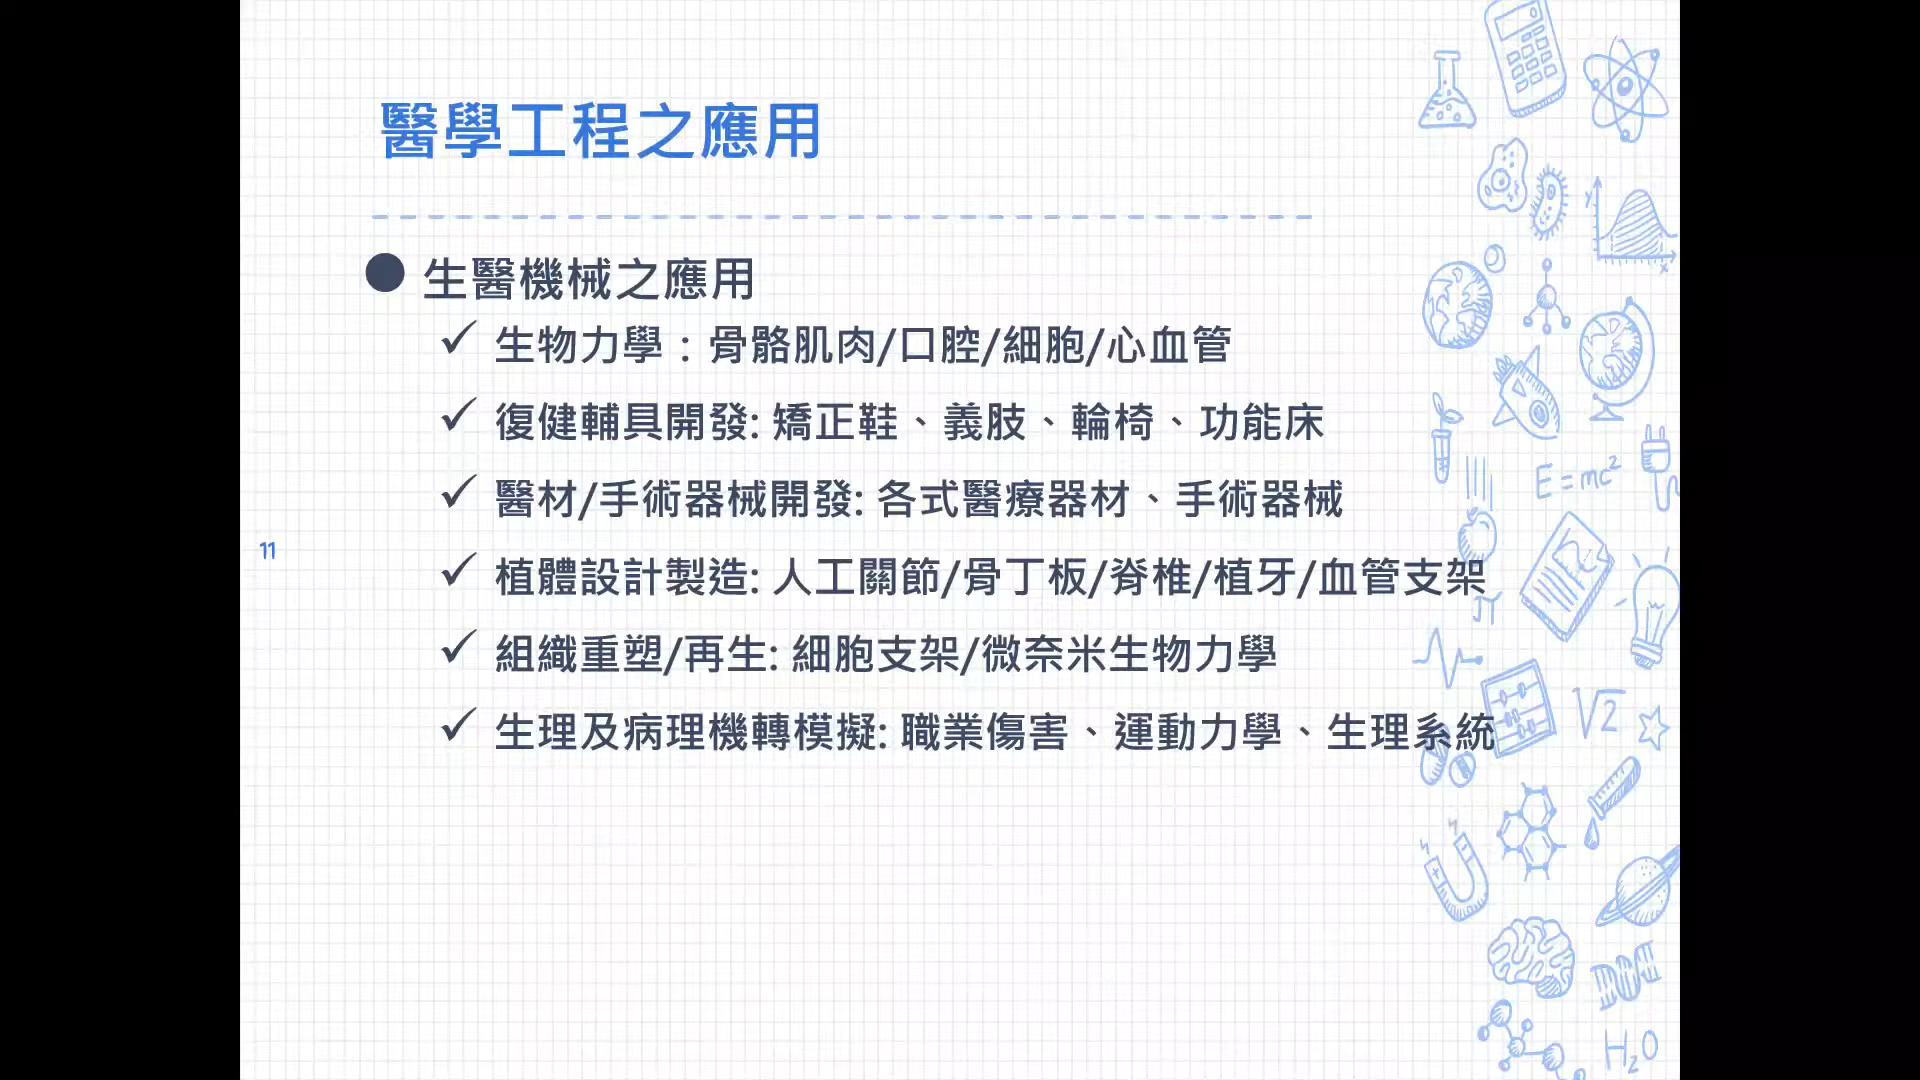 醫學工程之應用
生醫機械之應用
生物力學：骨骼肌肉/口腔/細胞/心血管
復健輔具開發: 矯正鞋、義肢、輪椅、功能床
醫材/手術器械開發: 各式醫療器材、手術器械
植體設計製造: 人工關節/骨丁板/脊椎/植牙/血管支架
組織重塑/再生: 細胞支架/微奈米生物力學
生理及病理機轉模擬: 職業傷害、運動力學、生理系統
11
y
x
E=mc²
π
√2
H₂O